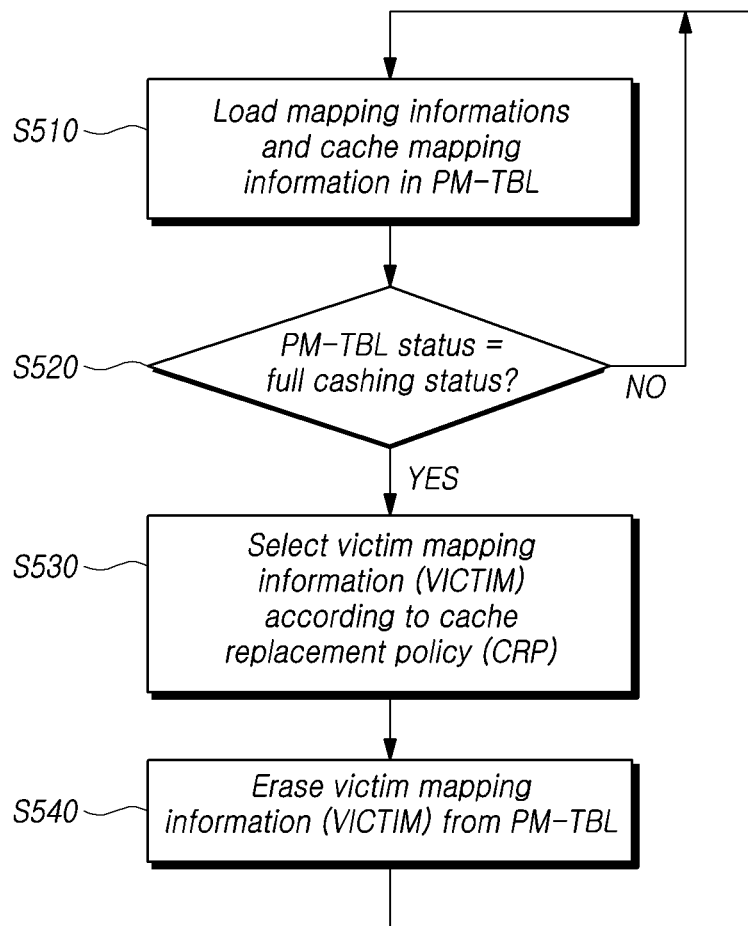 S510
Load mapping informations
and cache mapping
information in PM-TBL
S520
PM-TBL status =
full cashing status?
NO
YES
S530
Select victim mapping
information (VICTIM)
according to cache
replacement policy (CRP)
S540
Erase victim mapping
information (VICTIM) from PM-TBL